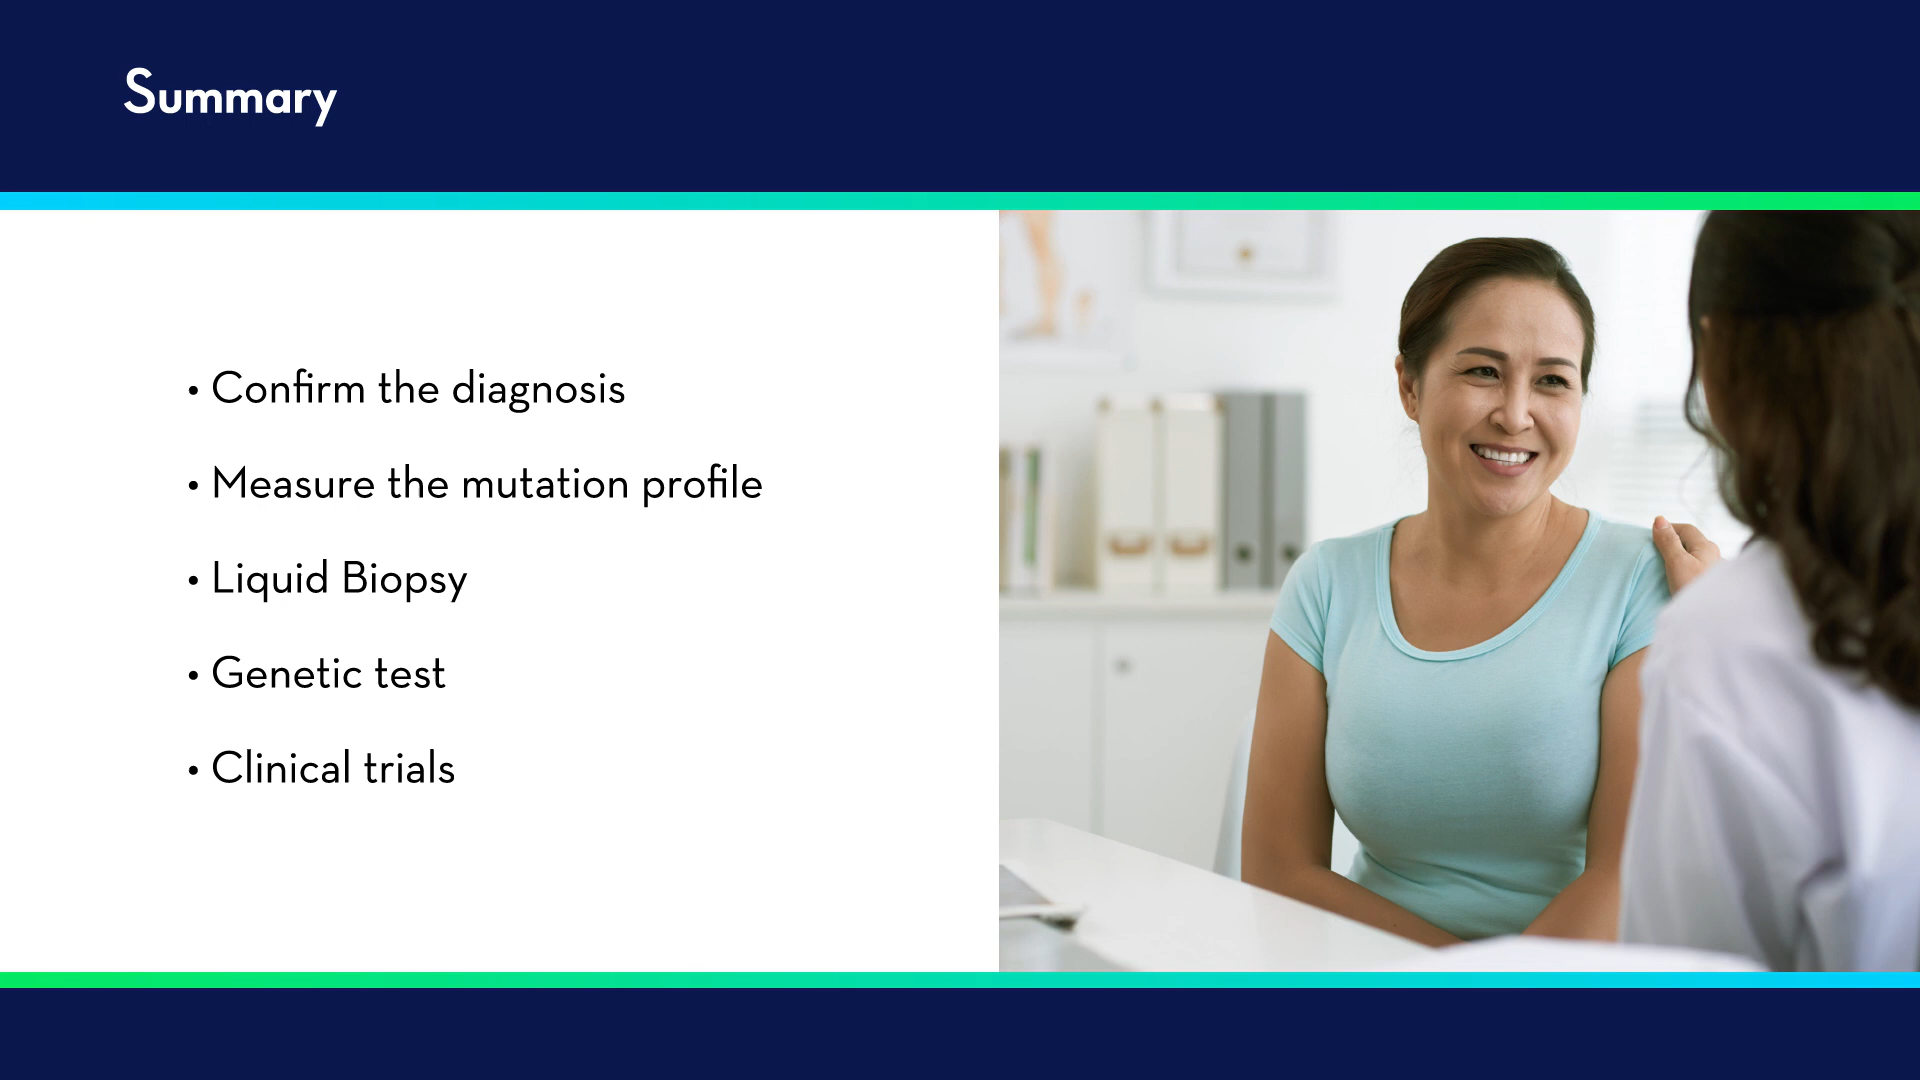 Summary
• Confirm the diagnosis
• Measure the mutation profile
• Liquid Biopsy
• Genetic test
• Clinical trials